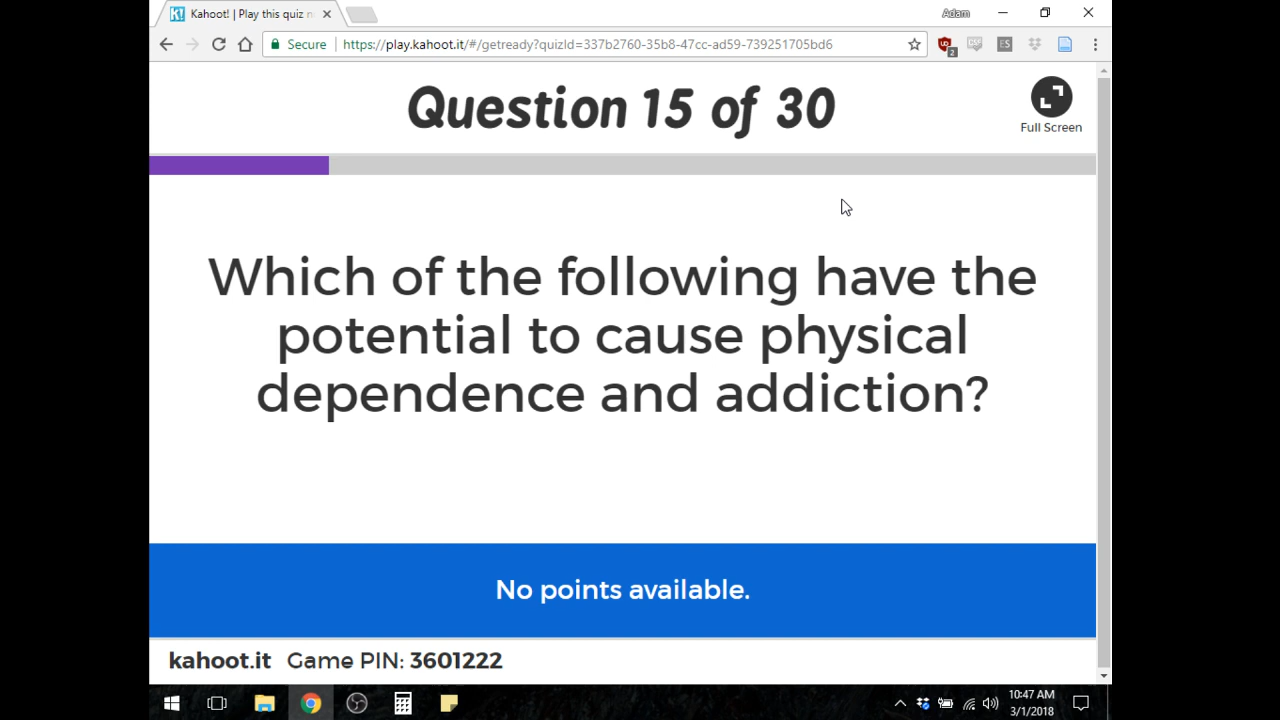 Kahoot! | Play this quiz n
Adam
Secure
https://play.kahoot.it/#/getready?quizId=337b2760-35b8-47cc-ad59-739251705bd6
2
ES
Question 15 of 30
Full Screen
Which of the following have the
potential to cause physical
dependence and addiction?
No points available.
kahoot.it Game PIN: 3601222
10:47 AM
3/1/2018